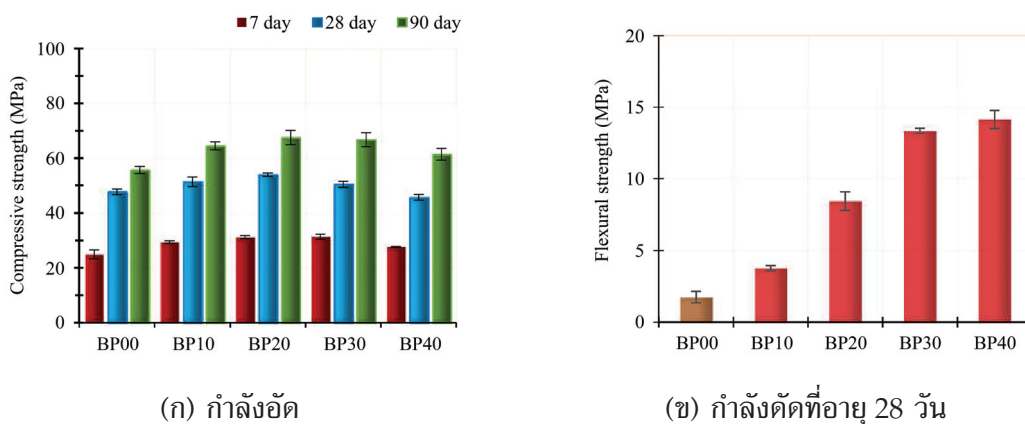 7 day 28 day 90 day
Compressive strength (MPa)
100
80
60
40
20
0
BP00 BP10 BP20 BP30 BP40
(ก) กำลังอัด
Flexural strength (MPa)
20
15
10
5
0
BP00 BP10 BP20 BP30 BP40
(ข) กำลังดัดที่อายุ 28 วัน